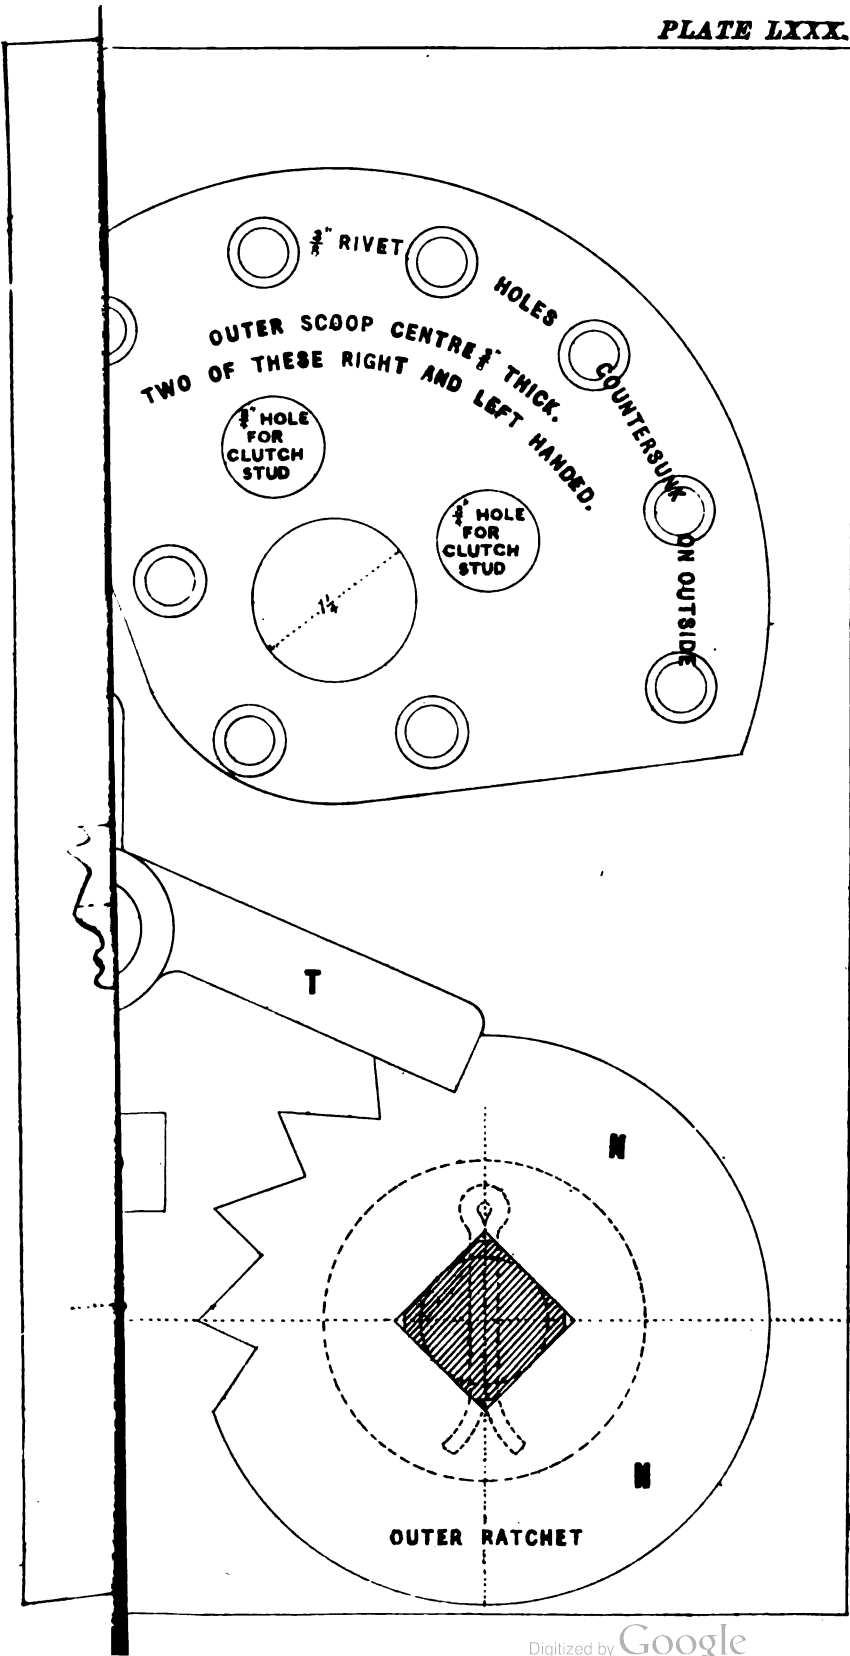 PLATE LXXX.
3/8" RIVET HOLES COUNTERSUNK ON OUTSIDE
OUTER SCOOP CENTRE 3/8" THICK.
TWO OF THESE RIGHT AND LEFT HANDED.
3/4" HOLE
FOR
CLUTCH
STUD
3/4" HOLE
FOR
CLUTCH
STUD
1 1/4
T
N
N
OUTER RATCHET
Digitized by Google